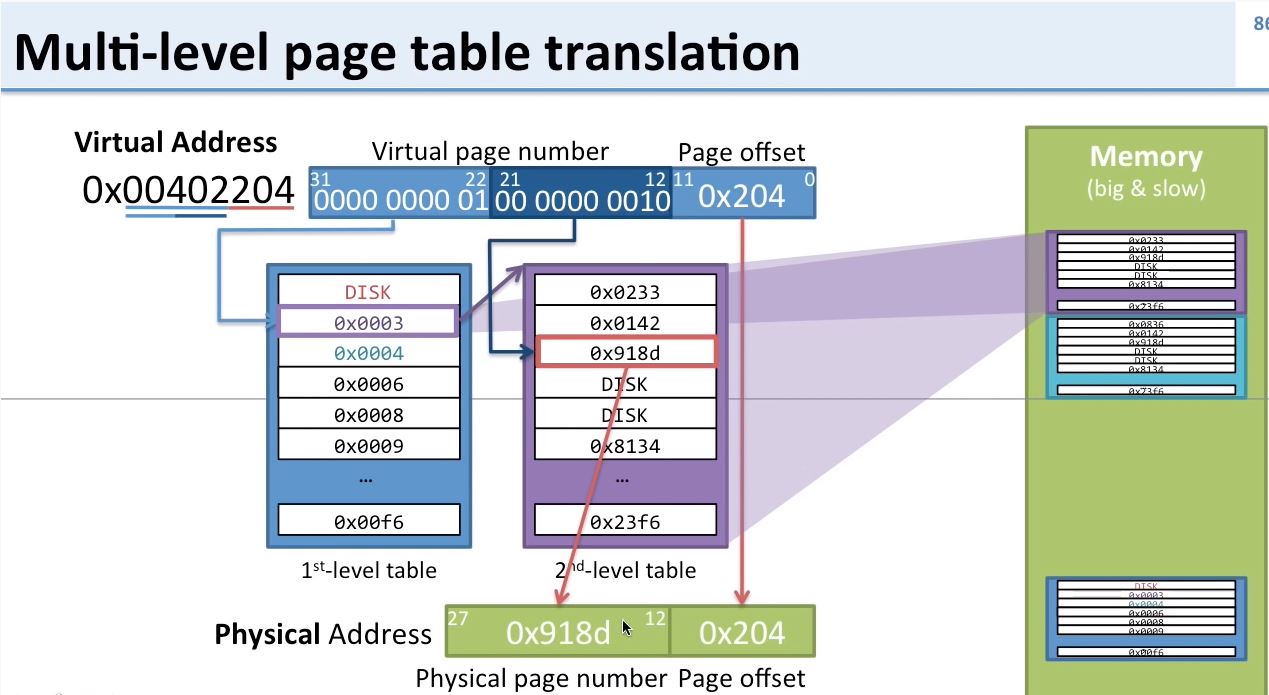 Multi-level page table translation
86
Virtual Address
0x00402204
Virtual page number
Page offset
31
22
21
12
11
0
0000 0000 01
00 0000 0010
0x204
DISK
0x0003
0x0004
0x0006
0x0008
0x0009
...
0x00f6
1st-level table
0x0233
0x0142
0x918d
DISK
DISK
0x8134
...
0x23f6
2nd-level table
Physical Address
27
0x918d
12
0x204
Physical page number
Page offset
Memory
(big & slow)
0x0233
0x0142
0x918d
DISK
DISK
0x8134
0x23f6
0x0836
0x0142
0x918d
DISK
DISK
0x8134
0x23f6
DISK
0x0003
0x0004
0x0006
0x0008
0x0009
0x00f6